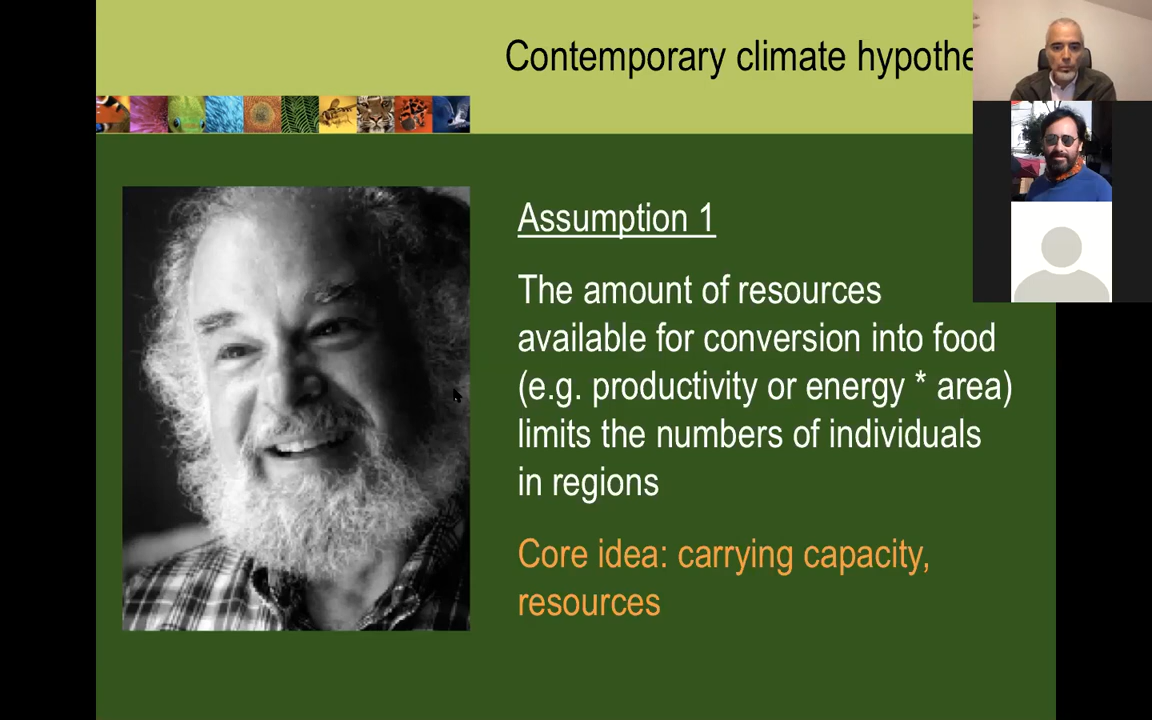 Contemporary climate hypothe
Assumption 1
The amount of resources
available for conversion into food
(e.g. productivity or energy * area)
limits the numbers of individuals
in regions
Core idea: carrying capacity,
resources